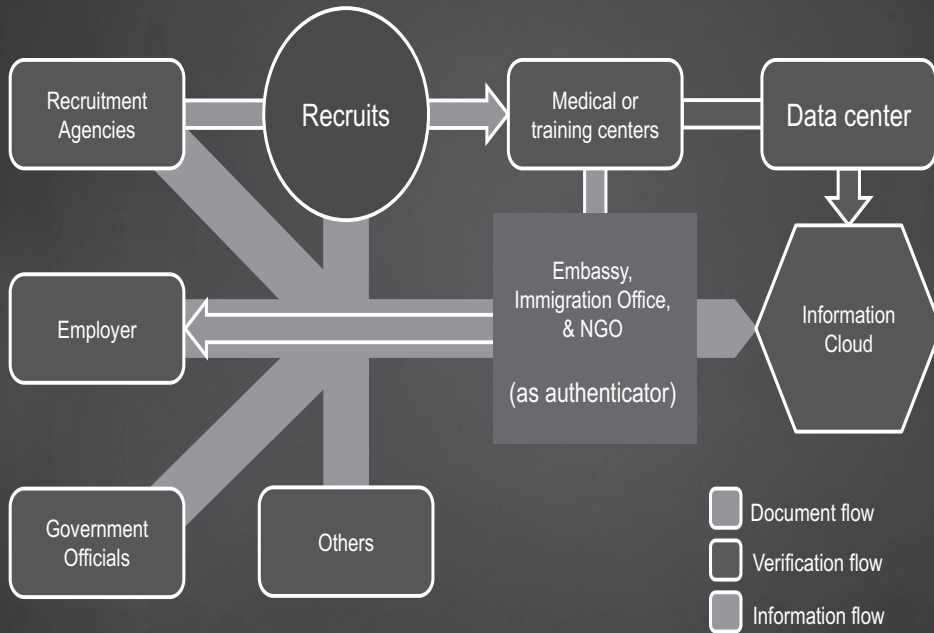 Recruitment
Agencies
Recruits
Medical or
training centers
Data center
Employer
Embassy,
Immigration Office,
& NGO
(as authenticator)
Information
Cloud
Government
Officials
Others
Document flow
Verification flow
Information flow